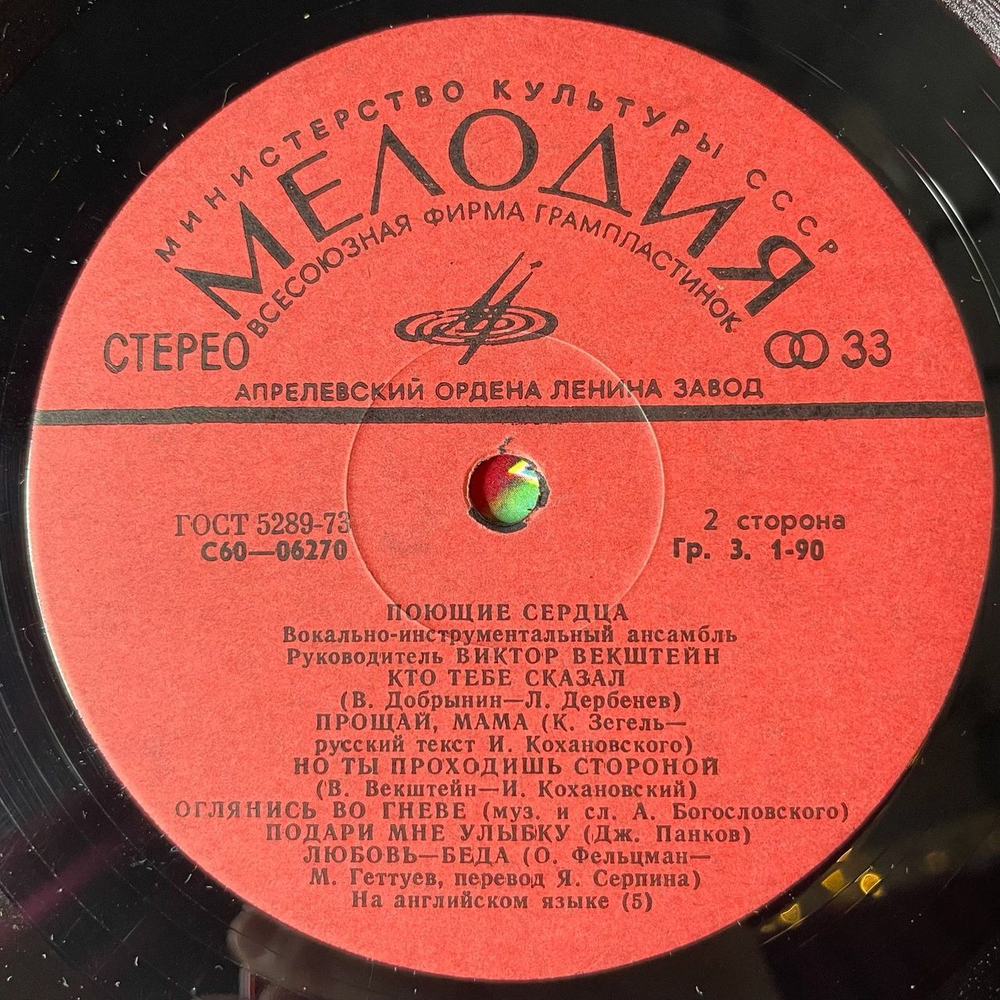 МИНИСТЕРСТВО КУЛЬТУРЫ СССР
МЕЛОДИЯ
ВСЕСОЮЗНАЯ ФИРМА ГРАМПЛАСТИНОК
СТЕРЕО
33
АПРЕЛЕВСКИЙ ОРДЕНА ЛЕНИНА ЗАВОД
ГОСТ 5289-73
2 сторона
С60—06270
Гр. 3. 1-90
ПОЮЩИЕ СЕРДЦА
Вокально-инструментальный ансамбль
Руководитель ВИКТОР ВЕКШТЕЙН
КТО ТЕБЕ СКАЗАЛ
(В. Добрынин—Л. Дербенев)
ПРОЩАЙ, МАМА (К. Зегель—
русский текст И. Кохановского)
НО ТЫ ПРОХОДИШЬ СТОРОНОЙ
(В. Векштейн—И. Кохановский)
ОГЛЯНИСЬ ВО ГНЕВЕ (муз. и сл. А. Богословского)
ПОДАРИ МНЕ УЛЫБКУ (Дж. Панков)
ЛЮБОВЬ—БЕДА (О. Фельцман—
М. Геттуев, перевод Я. Серпина)
На английском языке (5)